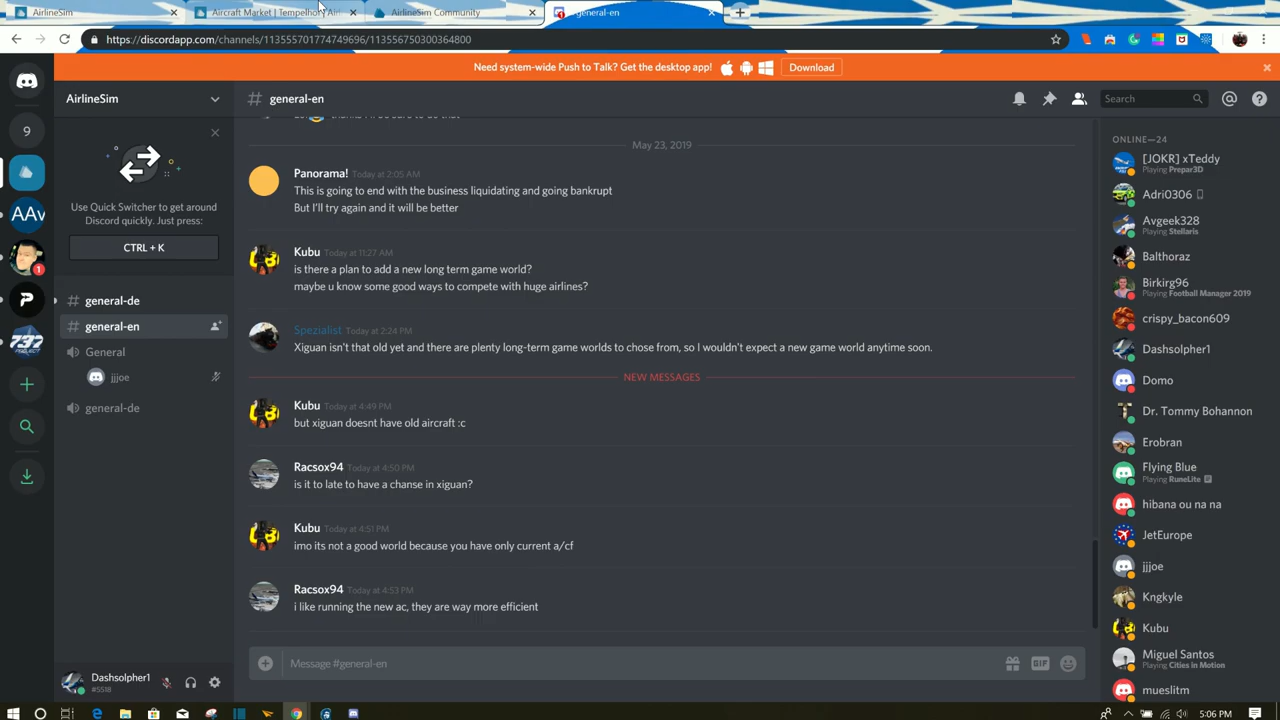 AirlineSim
Aircraft Market | Tempelhof | Airl
AirlineSim Community
general-en
https://discordapp.com/channels/113555701774749696/113556750300364800
Need system-wide Push to Talk? Get the desktop app!
Download
AirlineSim
# general-en
Search
9
AAv
1
Use Quick Switcher to get around
Discord quickly. Just press:
CTRL + K
# general-de
# general-en
General
jjjoe
general-de
Dashsolpher1
#5518
May 23, 2019
Panorama! Today at 2:05 AM
This is going to end with the business liquidating and going bankrupt
But I'll try again and it will be better
Kubu Today at 11:27 AM
is there a plan to add a new long term game world?
maybe u know some good ways to compete with huge airlines?
Spezialist Today at 2:24 PM
Xiguan isn't that old yet and there are plenty long-term game worlds to chose from, so I wouldn't expect a new game world anytime soon.
NEW MESSAGES
Kubu Today at 4:49 PM
but xiguan doesnt have old aircraft :c
Racsox94 Today at 4:50 PM
is it to late to have a chanse in xiguan?
Kubu Today at 4:51 PM
imo its not a good world because you have only current a/cf
Racsox94 Today at 4:53 PM
i like running the new ac, they are way more efficient
Message #general-en
GIF
ONLINE—24
[JOKR] xTeddy
Playing Prepar3D
Adri0306
Avgeek328
Playing Stellaris
Balthoraz
Birkirg96
Playing Football Manager 2019
crispy_bacon609
Dashsolpher1
Domo
Dr. Tommy Bohannon
Erobran
Flying Blue
Playing RuneLite
hibana ou na na
JetEurope
jjjoe
Kngkyle
Kubu
Miguel Santos
Playing Cities in Motion
mueslitm
5:06 PM